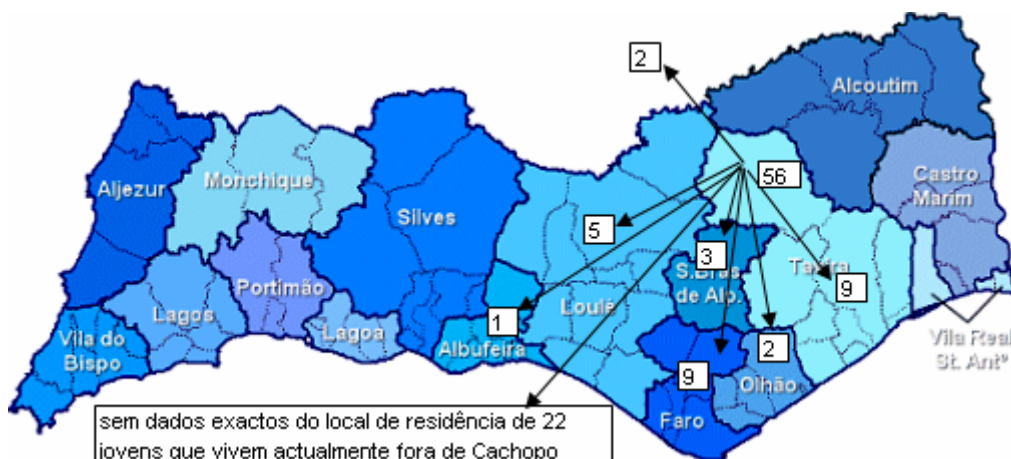 2
Alcoutim
56
Aljezur
Monchique
Castro
Marim
Silves
5
3
S.Brás
de Alp.
Tavira
9
Portimão
Lagos
Lagoa
1
Loulé
Vila do
Bispo
Albufeira
2
Vila Real
St. Antº
9
Olhão
Faro
sem dados exactos do local de residência de 22
jovens que vivem actualmente fora de Cachopo